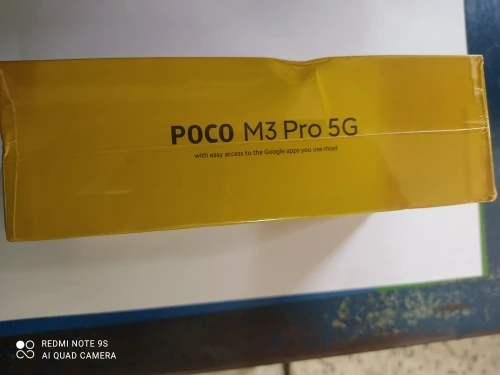 POCO M3 Pro 5G
with easy access to the Google apps you use most
REDMI NOTE 9S
AI QUAD CAMERA